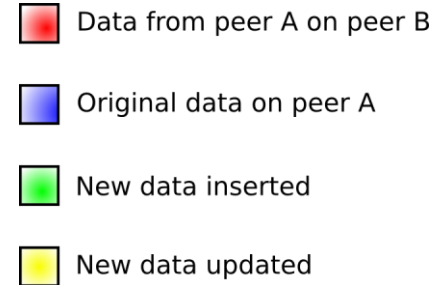 Data from peer A on peer B
Original data on peer A
New data inserted
New data updated